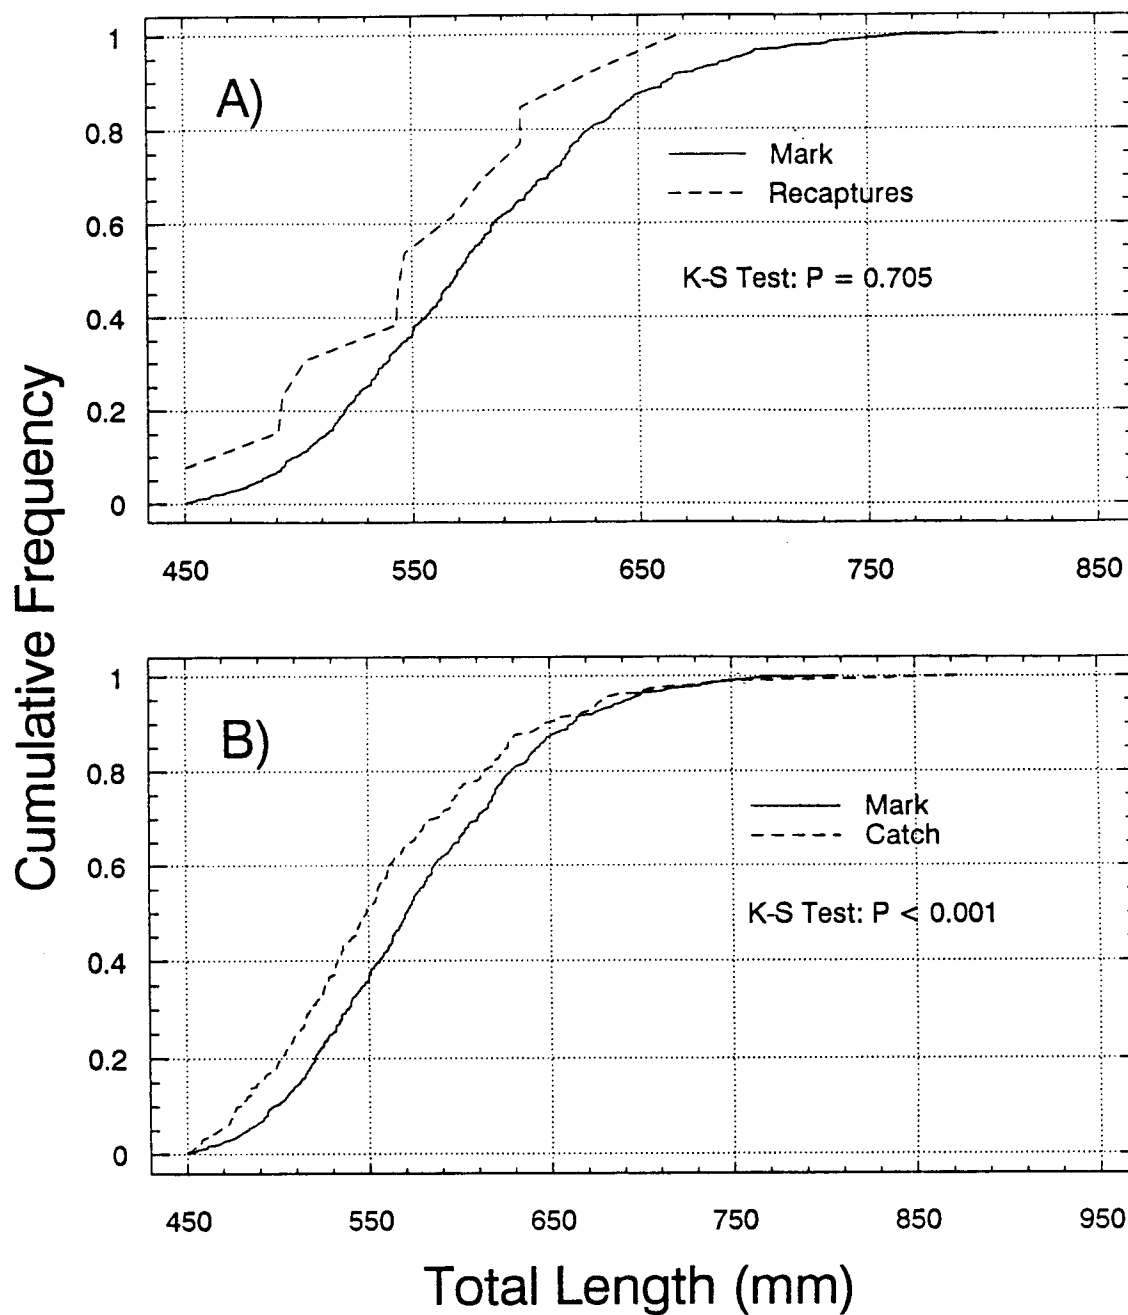 Cumulative Frequency
1
0.8
0.6
0.4
0.2
0
A)
Mark
Recaptures
K-S Test: P = 0.705
450 550 650 750 850
1
0.8
0.6
0.4
0.2
0
B)
Mark
Catch
K-S Test: P < 0.001
450 550 650 750 850 950
Total Length (mm)